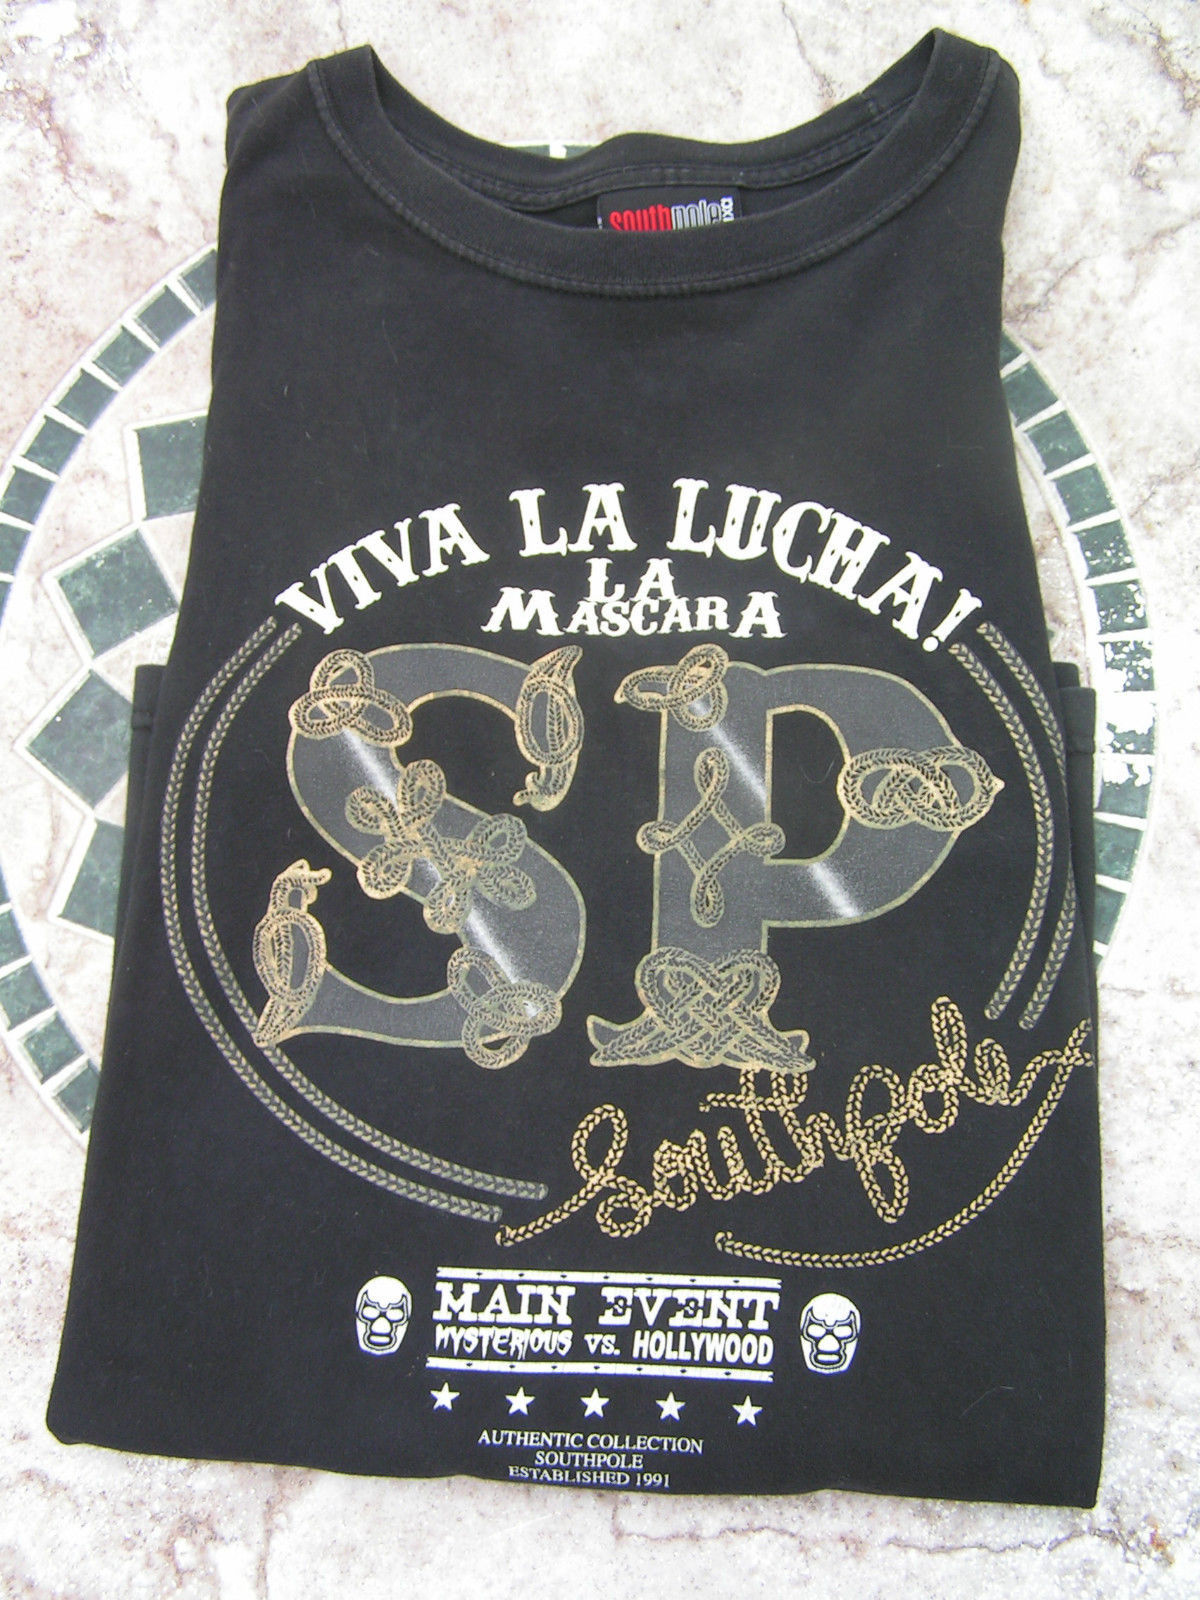 southpole
VIVA LA LUCHA!
LA
MASCARA
SP
Southpole
MAIN EVENT
MYSTERIOUS VS. HOLLYWOOD
AUTHENTIC COLLECTION
SOUTHPOLE
ESTABLISHED 1991